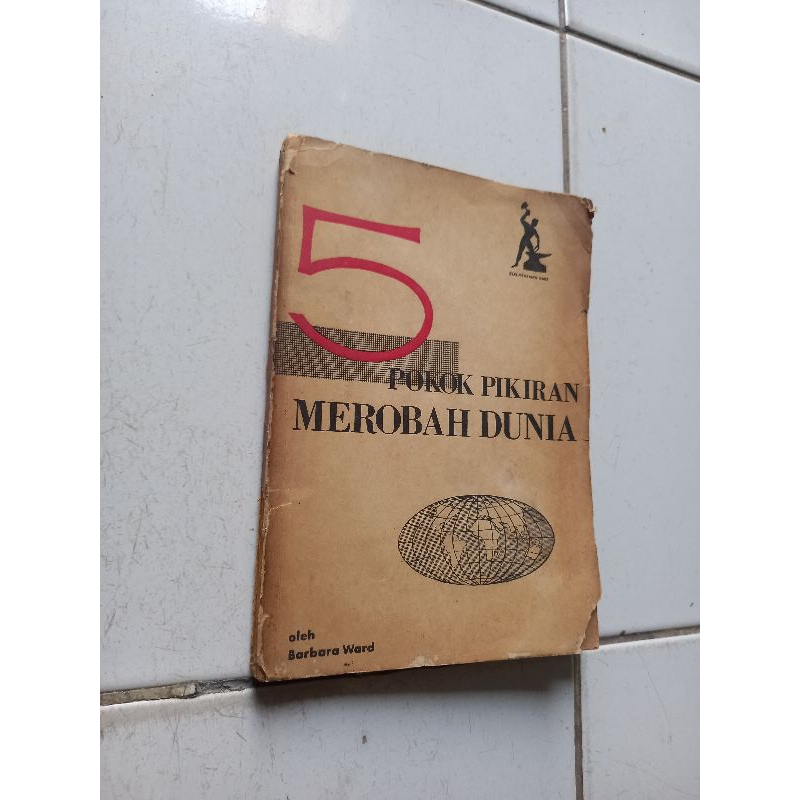 5
POKOK PIKIRAN
MEROBAH DUNIA
oleh
Barbara Ward